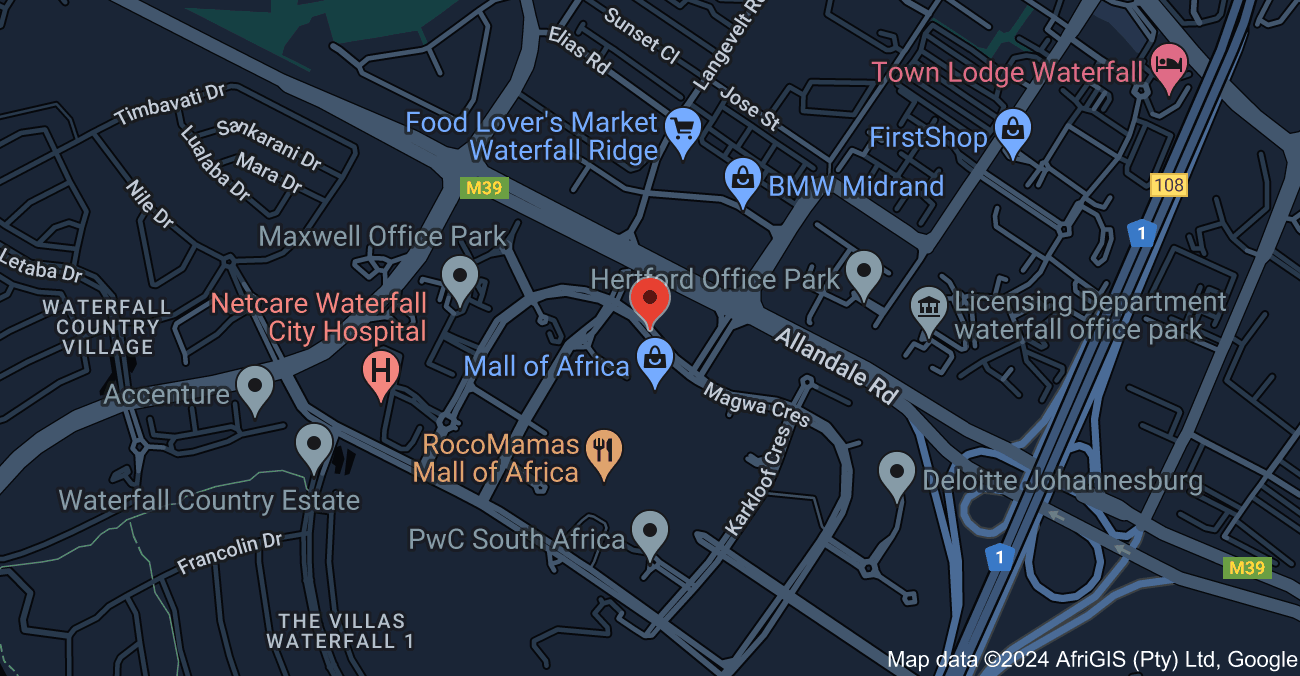 Sunset Cl
Elias Rd
Langevelt R
Jose St
Town Lodge Waterfall
Timbavati Dr
Sankarani Dr
Lualaba Dr
Mara Dr
Nile Dr
Food Lover's Market
Waterfall Ridge
FirstShop
BMW Midrand
M39
108
1
Maxwell Office Park
Letaba Dr
Hertford Office Park
WATERFALL
COUNTRY
VILLAGE
Netcare Waterfall
City Hospital
H
Licensing Department
waterfall office park
Mall of Africa
Allandale Rd
Accenture
Magwa Cres
RocoMamas
Mall of Africa
Karkloof Cres
Deloitte Johannesburg
Waterfall Country Estate
PwC South Africa
Francolin Dr
1
M39
THE VILLAS
WATERFALL 1
Map data ©2024 AfriGIS (Pty) Ltd, Google